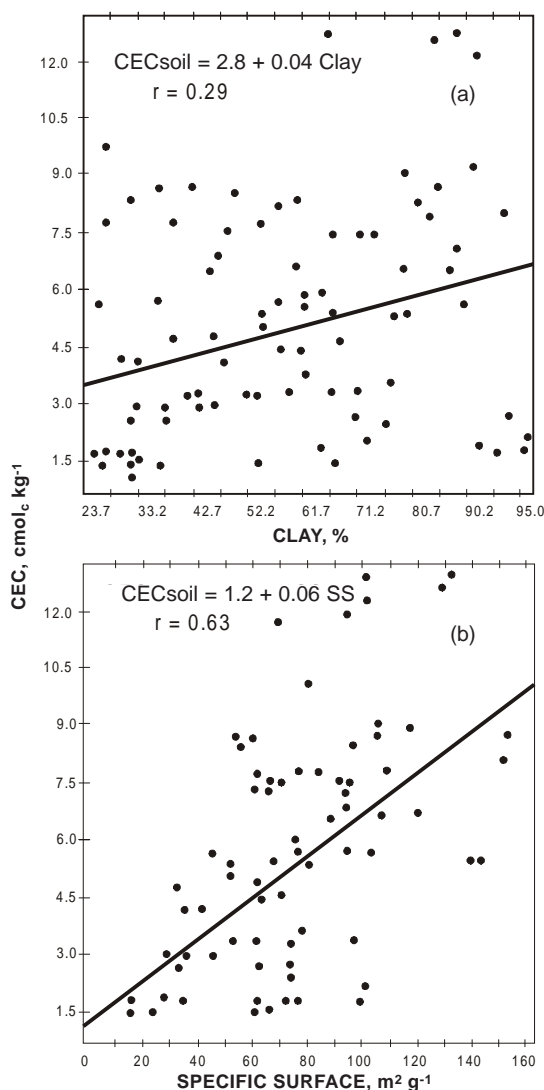 CECsoil = 2.8 + 0.04 Clay
r = 0.29
(a)
12.0
10.5
9.0
7.5
6.0
4.5
3.0
1.5
23.7 33.2 42.7 52.2 61.7 71.2 80.7 90.2 95.0
CLAY, %
CEC, cmolc kg-1
CECsoil = 1.2 + 0.06 SS
r = 0.63
(b)
12.0
10.5
9.0
7.5
6.0
4.5
3.0
1.5
0 20 40 60 80 100 120 140 160
SPECIFIC SURFACE, m² g-1